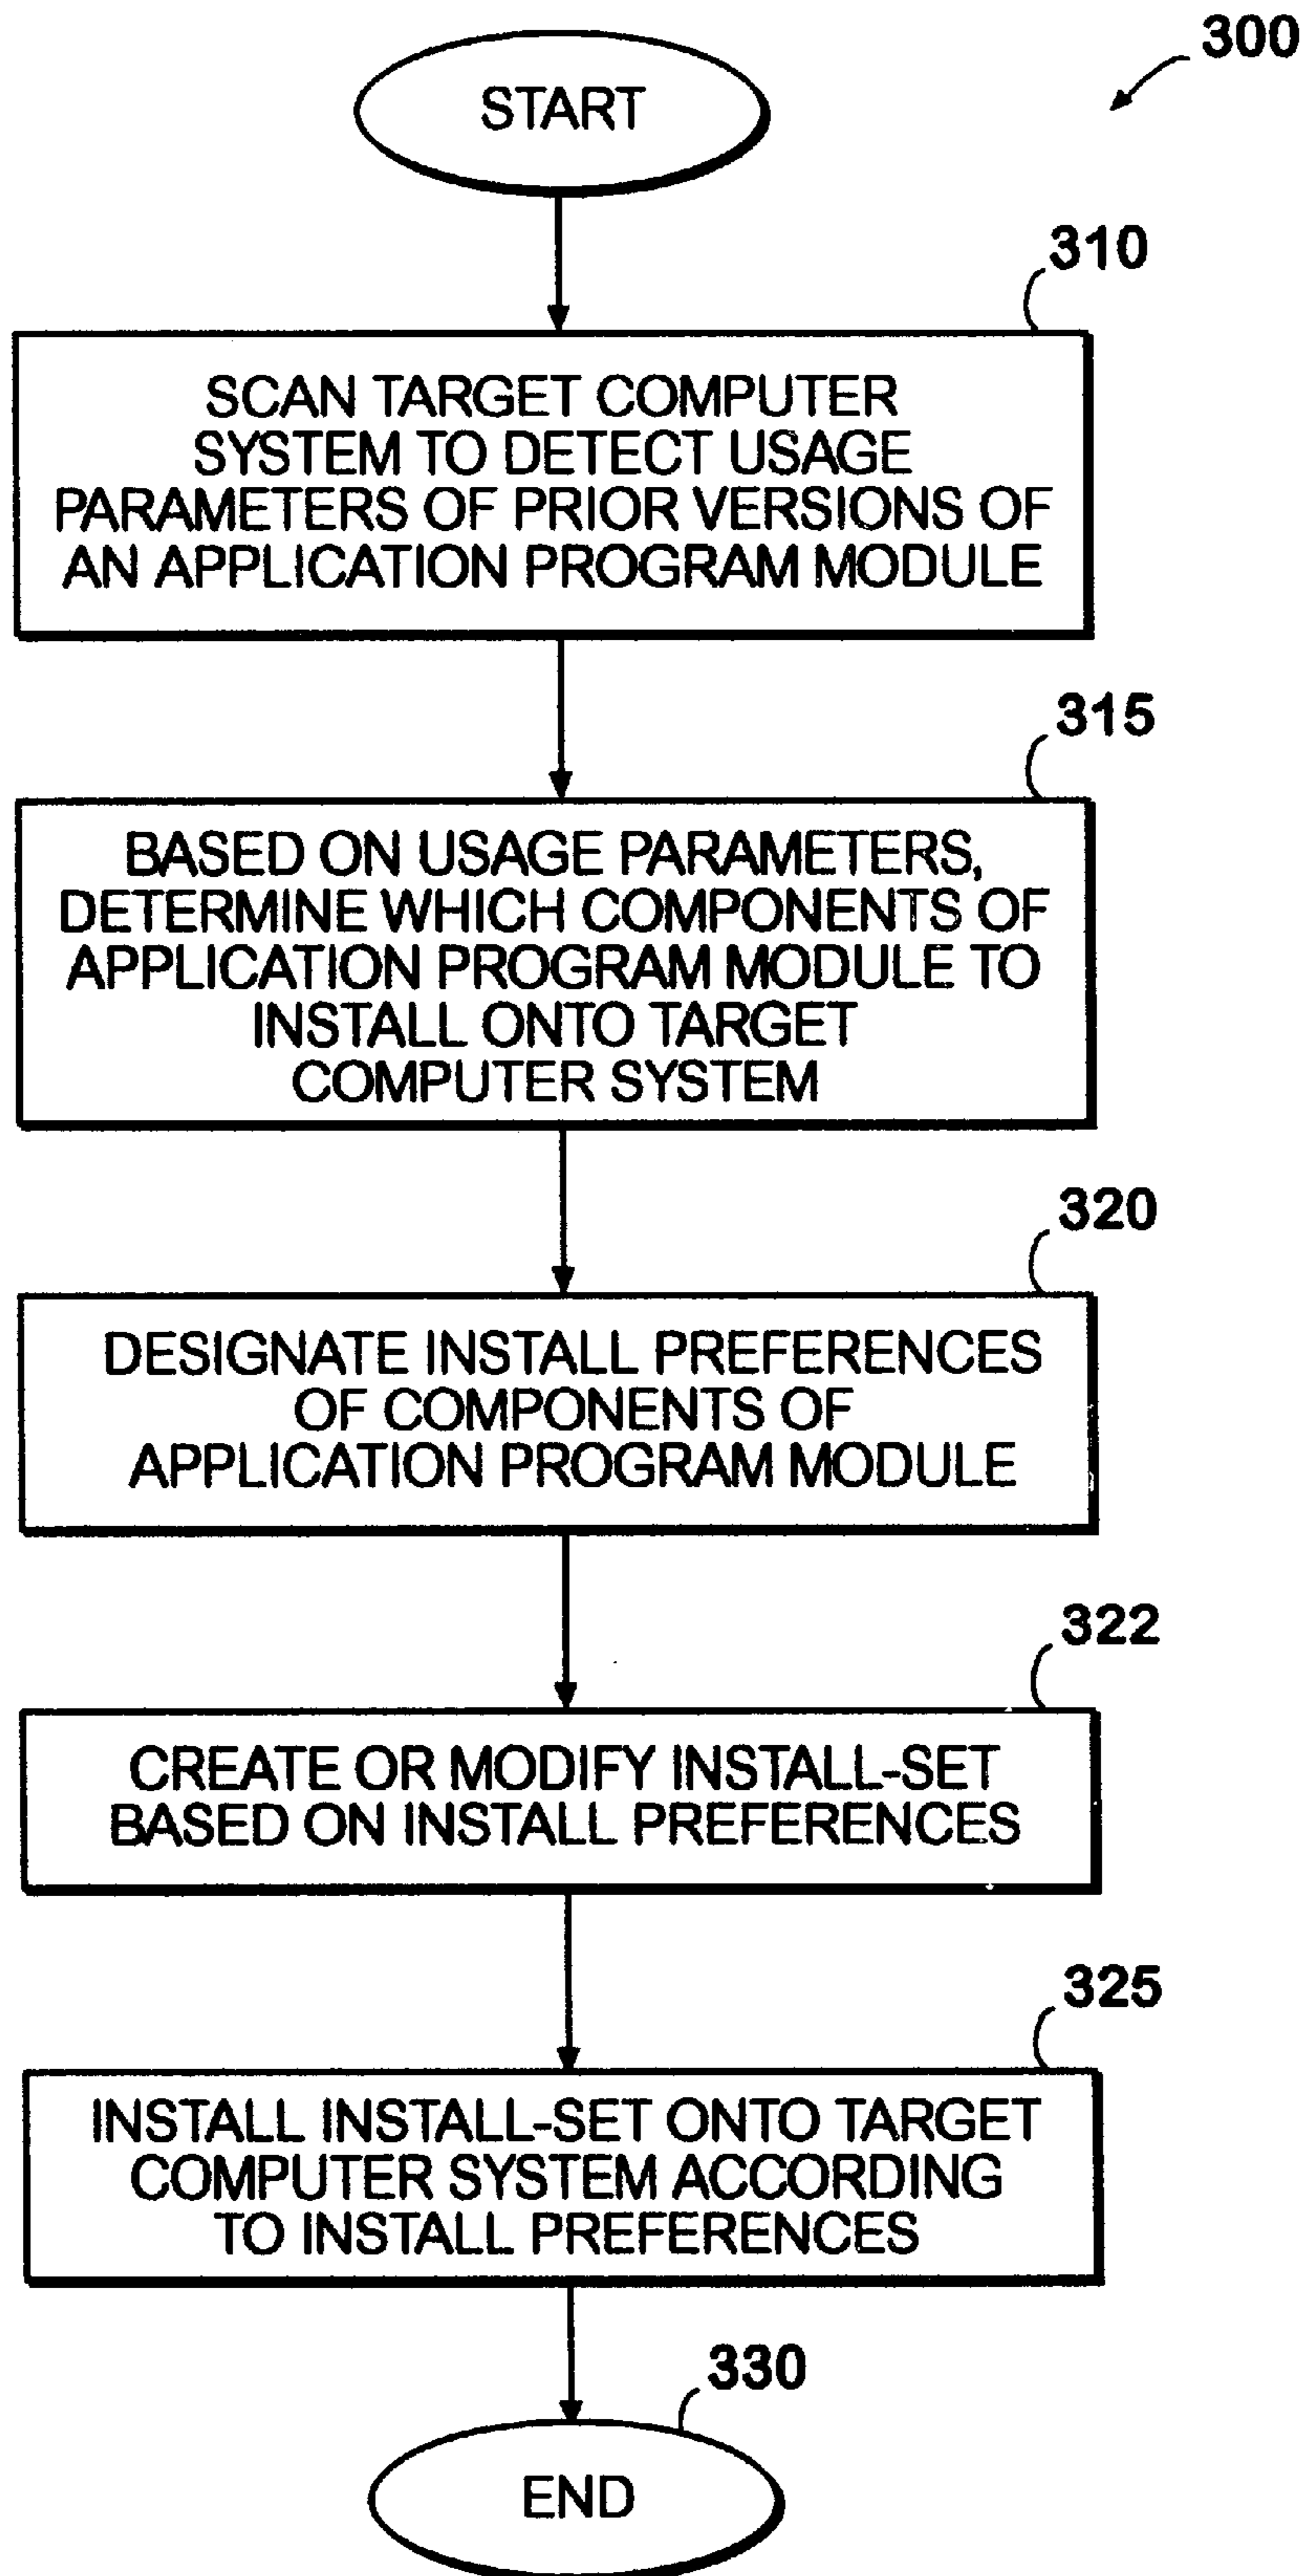 300
START
310
SCAN TARGET COMPUTER
SYSTEM TO DETECT USAGE
PARAMETERS OF PRIOR VERSIONS OF
AN APPLICATION PROGRAM MODULE
315
BASED ON USAGE PARAMETERS,
DETERMINE WHICH COMPONENTS OF
APPLICATION PROGRAM MODULE TO
INSTALL ONTO TARGET
COMPUTER SYSTEM
320
DESIGNATE INSTALL PREFERENCES
OF COMPONENTS OF
APPLICATION PROGRAM MODULE
322
CREATE OR MODIFY INSTALL-SET
BASED ON INSTALL PREFERENCES
325
INSTALL INSTALL-SET ONTO TARGET
COMPUTER SYSTEM ACCORDING
TO INSTALL PREFERENCES
330
END